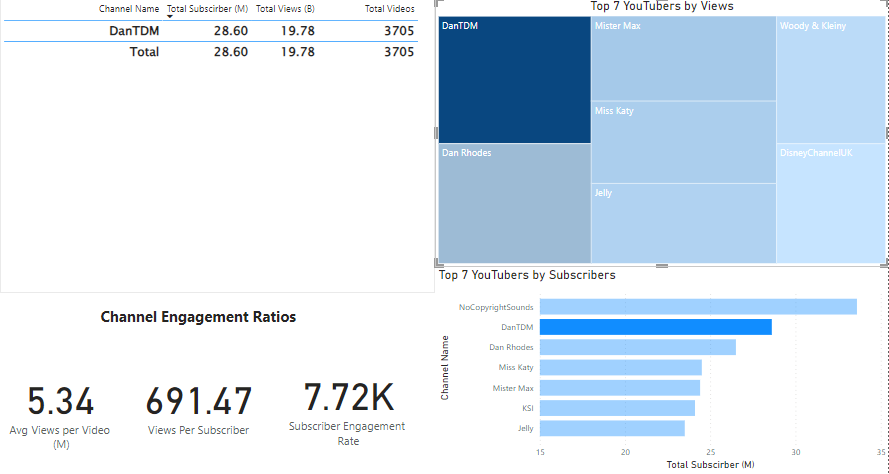 Channel Name Total Subscirber (M) Total Views (B) Total Videos
DanTDM 28.60 19.78 3705
Total 28.60 19.78 3705
Top 7 YouTubers by Views
DanTDM
Mister Max
Woody & Kleiny
Miss Katy
Dan Rhodes
DisneyChannelUK
Jelly
Channel Engagement Ratios
5.34
Avg Views per Video
(M)
691.47
Views Per Subscriber
7.72K
Subscriber Engagement
Rate
Top 7 YouTubers by Subscribers
Channel Name
NoCopyrightSounds
DanTDM
Dan Rhodes
Miss Katy
Mister Max
KSI
Jelly
15 20 25 30 35
Total Subscirber (M)